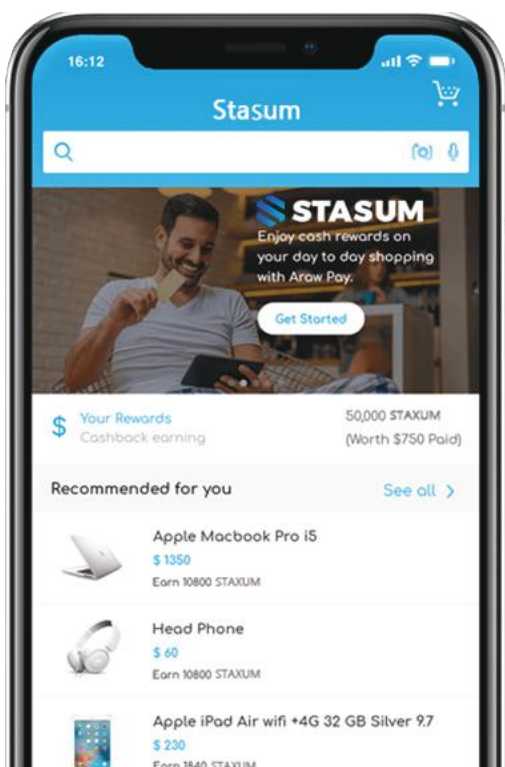 16:12
Stasum
STASUM
Enjoy cash rewards on
your day to day shopping
with Araw Pay.
Get Started
$ Your Rewards
Cashback earning
50,000 STAXUM
(Worth $750 Paid)
Recommended for you
See all >
Apple Macbook Pro i5
$ 1350
Earn 10800 STAXUM
Head Phone
$ 60
Earn 10800 STAXUM
Apple iPad Air wifi +4G 32 GB Silver 9.7
$ 230
Earn 1840 STAXUM